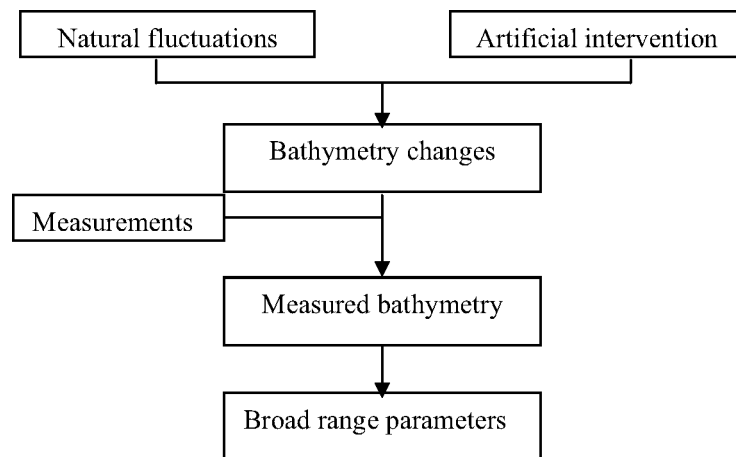 Natural fluctuations
Artificial intervention
Bathymetry changes
Measurements
Measured bathymetry
Broad range parameters